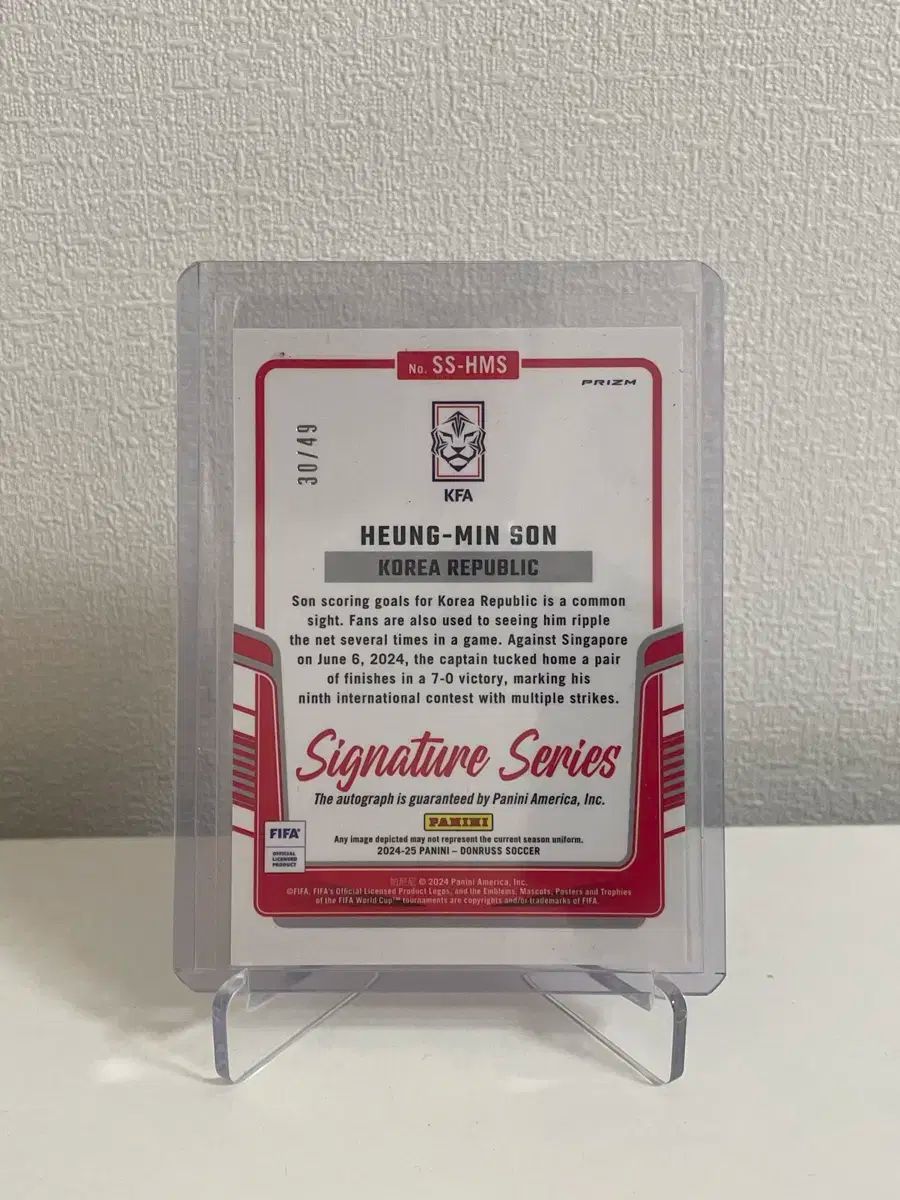 No. SS-HMS
PRIZM
30/49
KFA
HEUNG-MIN SON
KOREA REPUBLIC
Son scoring goals for Korea Republic is a common
sight. Fans are also used to seeing him ripple
the net several times in a game. Against Singapore
on June 6, 2024, the captain tucked home a pair
of finishes in a 7-0 victory, marking his
ninth international contest with multiple strikes.
Signature Series
The autograph is guaranteed by Panini America, Inc.
PANINI
FIFA®
OFFICIAL
LICENSED
PRODUCT
Any image depicted may not represent the current season uniform.
2024-25 PANINI – DONRUSS SOCCER
帕尼尼 © 2024 Panini America, Inc.
©FIFA, FIFA's Official Licensed Product Logos, and the Emblems, Mascots, Posters and Trophies
of the FIFA World Cup™ tournaments are copyrights and/or trademarks of FIFA.